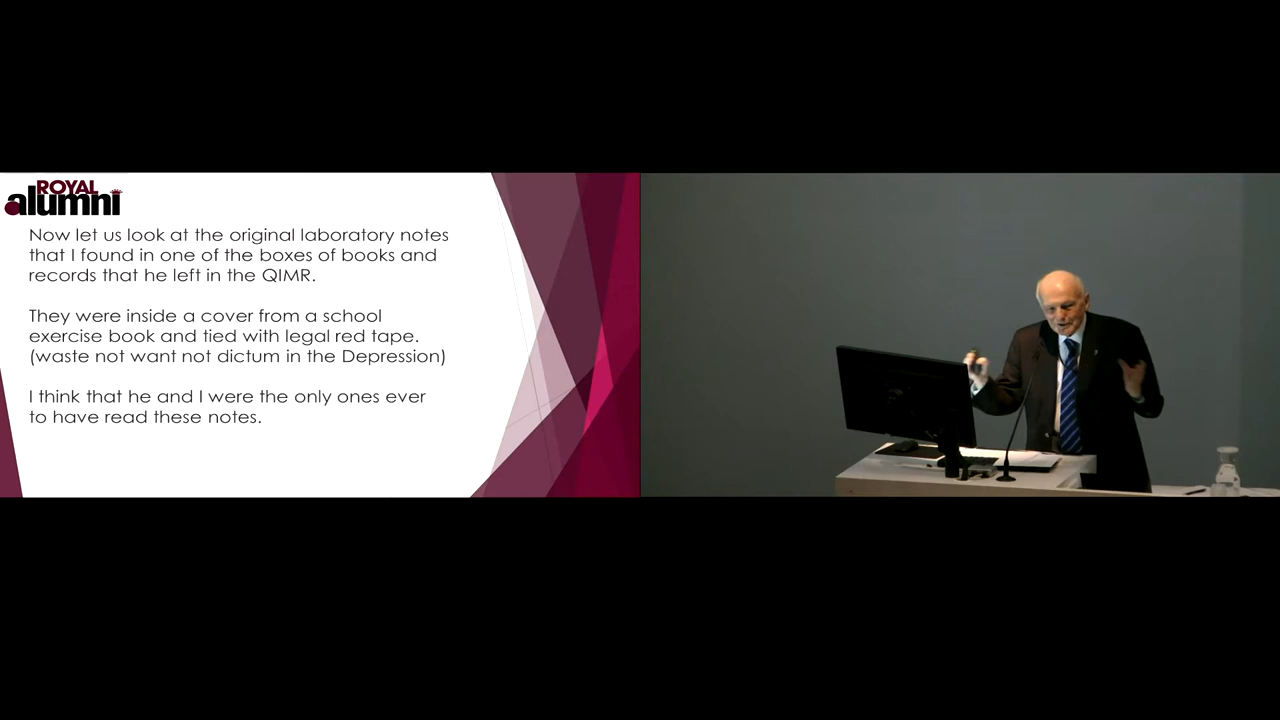 ROYAL
alumni
Now let us look at the original laboratory notes
that I found in one of the boxes of books and
records that he left in the QIMR.
They were inside a cover from a school
exercise book and tied with legal red tape.
(waste not want not dictum in the Depression)
I think that he and I were the only ones ever
to have read these notes.